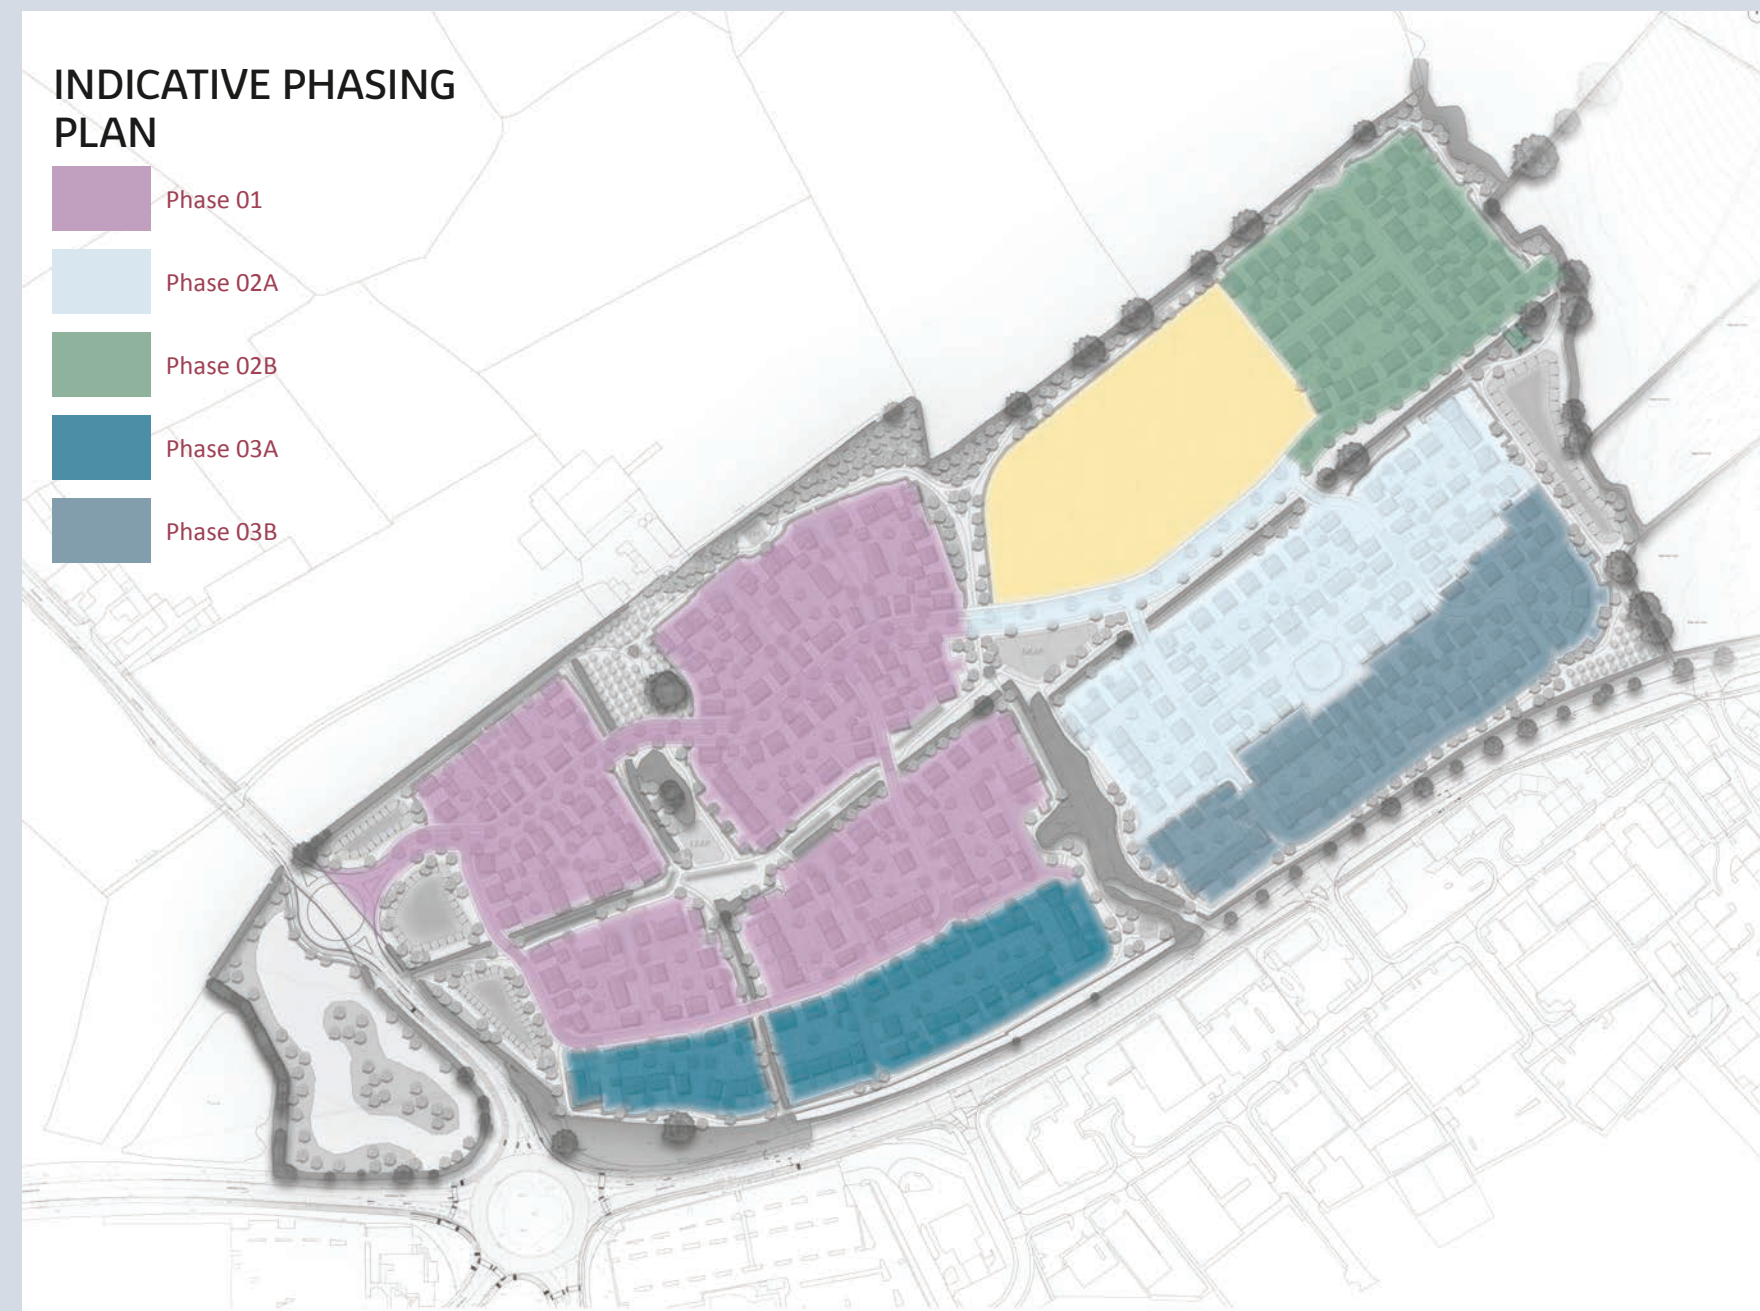 INDICATIVE PHASING
PLAN
Phase 01
Phase 02A
Phase 02B
Phase 03A
Phase 03B